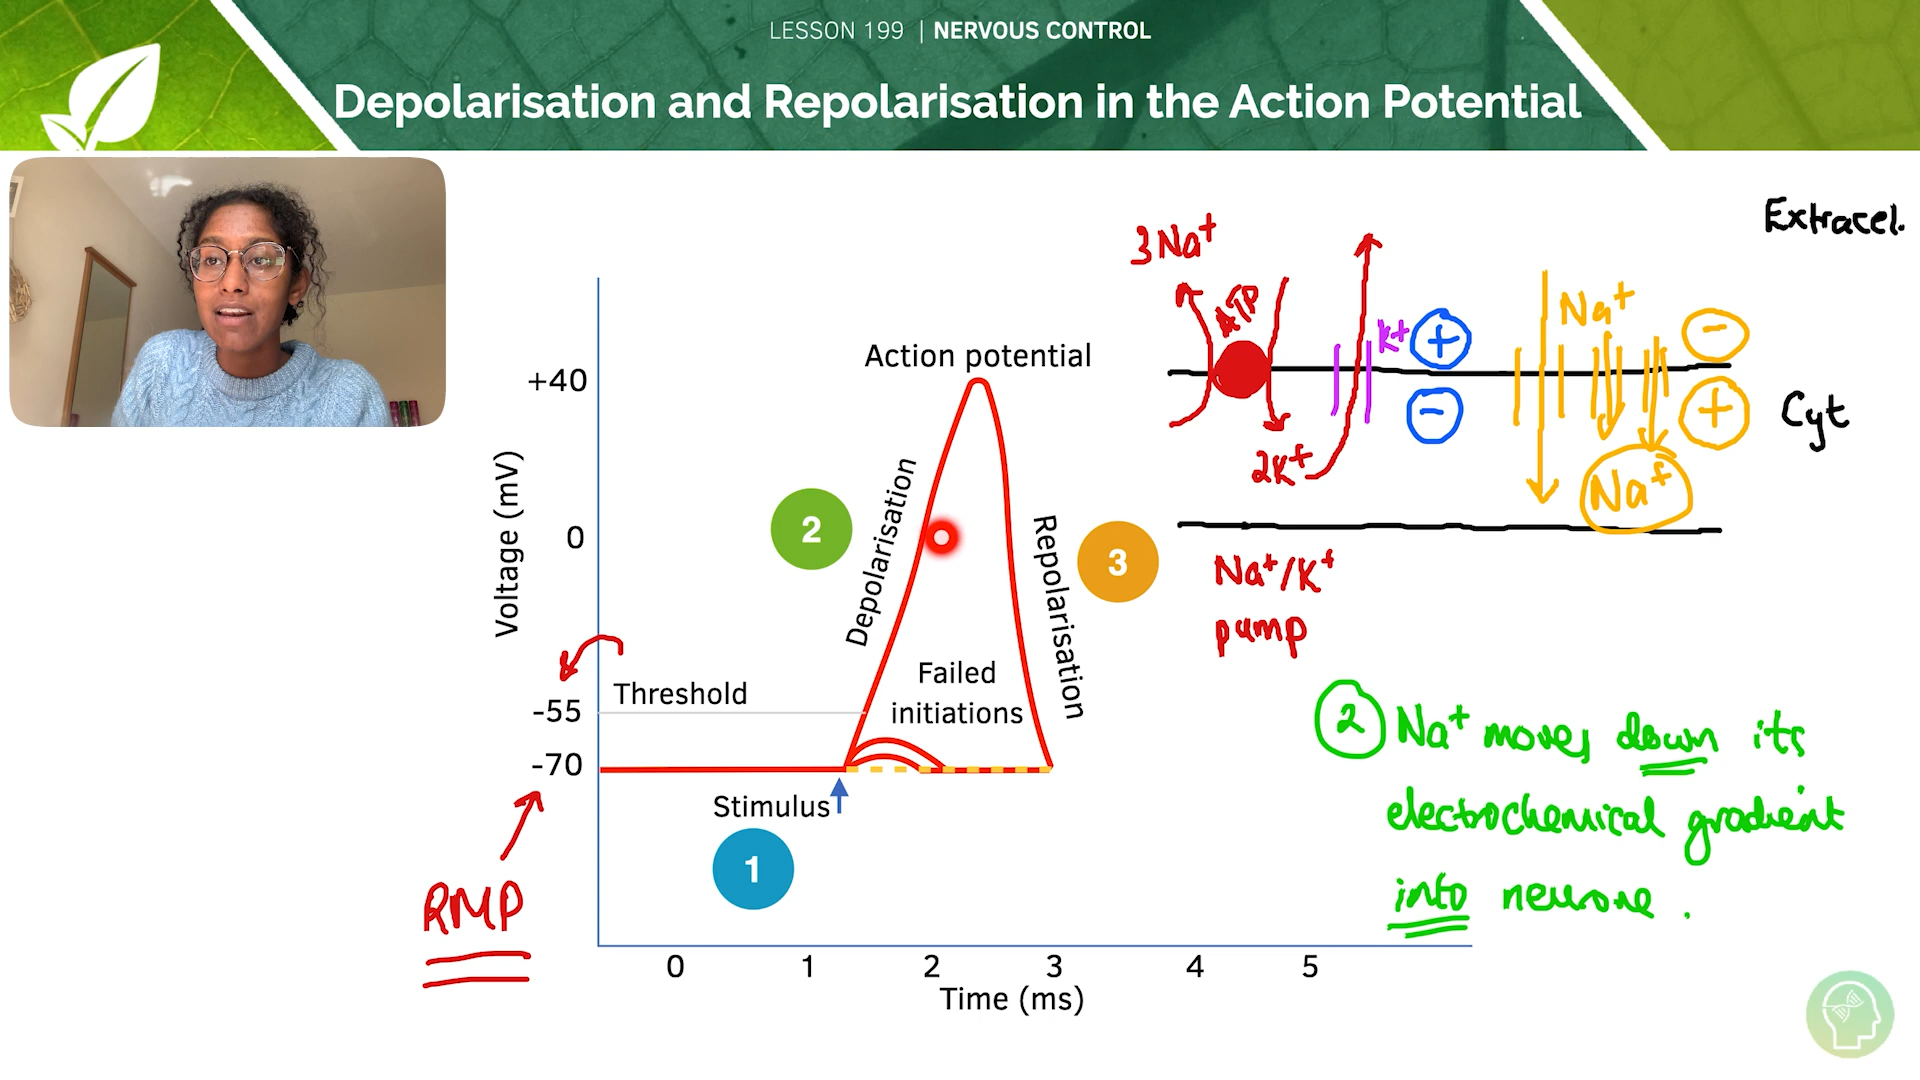 LESSON 199 | NERVOUS CONTROL
Depolarisation and Repolarisation in the Action Potential
Extracel.
3Na⁺
ATP
K⁺
+
−
Na⁺
−
+
Cyt
2K⁺
Na⁺
Na⁺/K⁺
pump
Action potential
Voltage (mV)
+40
0
-55
-70
Threshold
Depolarisation
Repolarisation
Failed
initiations
Stimulus
1
2
3
RMP
0 1 2 3 4 5
Time (ms)
2 Na⁺ moves down its
electrochemical gradient
into neurone.